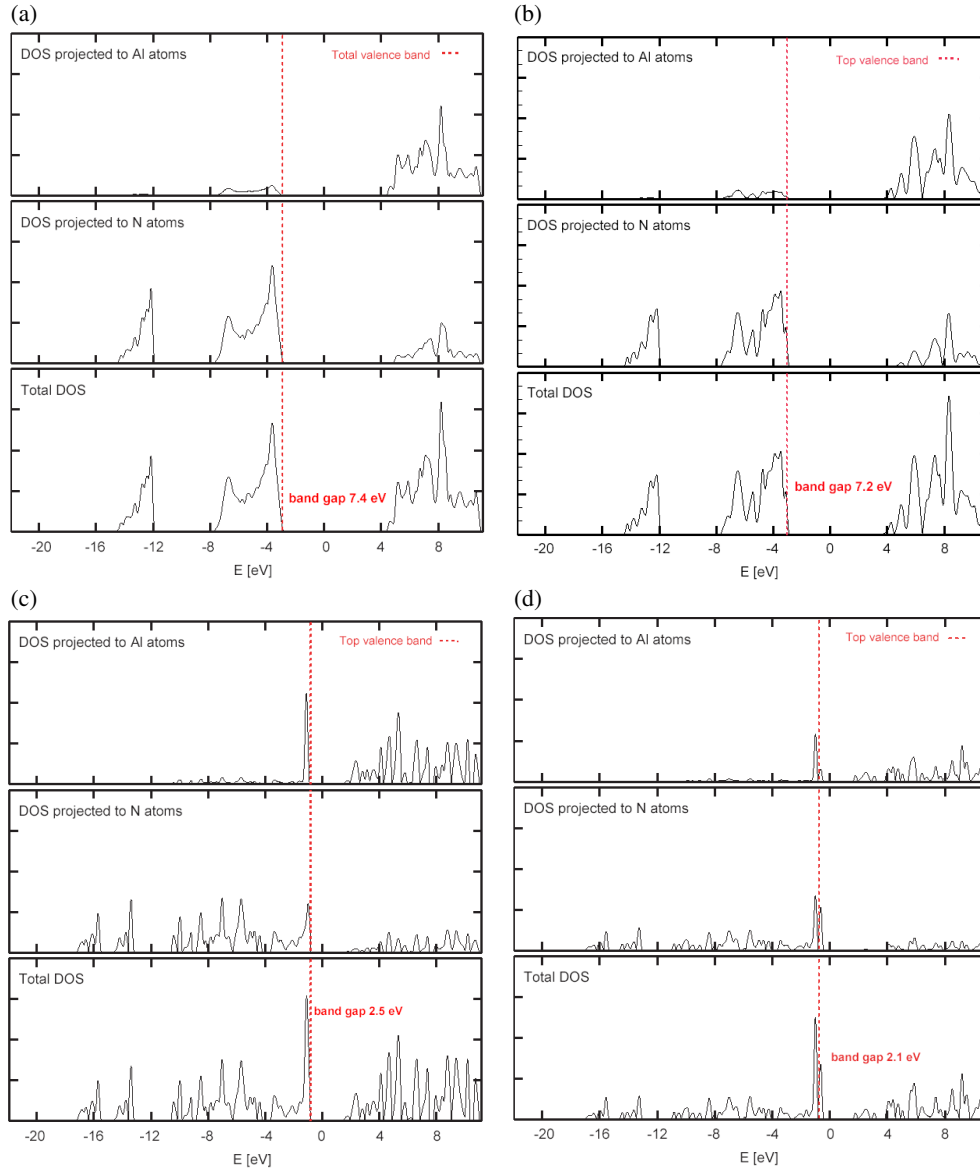 (a)
DOS projected to Al atoms
Total valence band
DOS projected to N atoms
Total DOS
band gap 7.4 eV
-20 -16 -12 -8 -4 0 4 8
E [eV]
(b)
DOS projected to Al atoms
Top valence band
DOS projected to N atoms
Total DOS
band gap 7.2 eV
-20 -16 -12 -8 -4 0 4 8
E [eV]
(c)
DOS projected to Al atoms
Top valence band
DOS projected to N atoms
Total DOS
band gap 2.5 eV
-20 -16 -12 -8 -4 0 4 8
E [eV]
(d)
DOS projected to Al atoms
Top valence band
DOS projected to N atoms
Total DOS
band gap 2.1 eV
-20 -16 -12 -8 -4 0 4 8
E [eV]